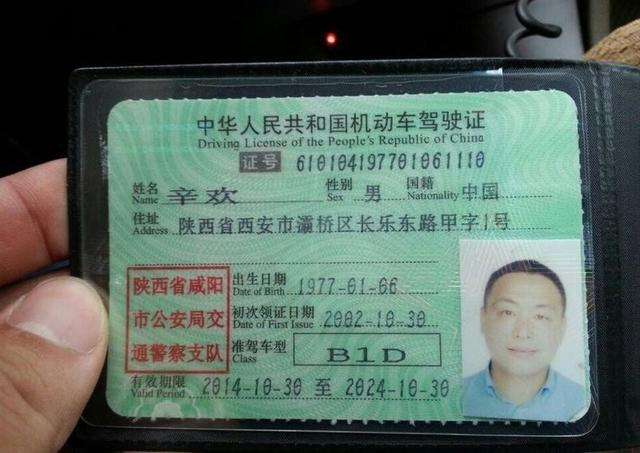 中华人民共和国机动车驾驶证
Driving License of the People's Republic of China
证号 610104197701061110
姓名 Name 辛欢 性别 Sex 男 国籍 Nationality 中国
住址 Address 陕西省西安市灞桥区长乐东路甲字1号
陕西省咸阳
市公安局交
通警察支队
出生日期 Date of Birth 1977-01-06
初次领证日期 Date of First Issue 2002-10-30
准驾车型 Class B1D
有效期限 Valid Period 2014-10-30 至 2024-10-30